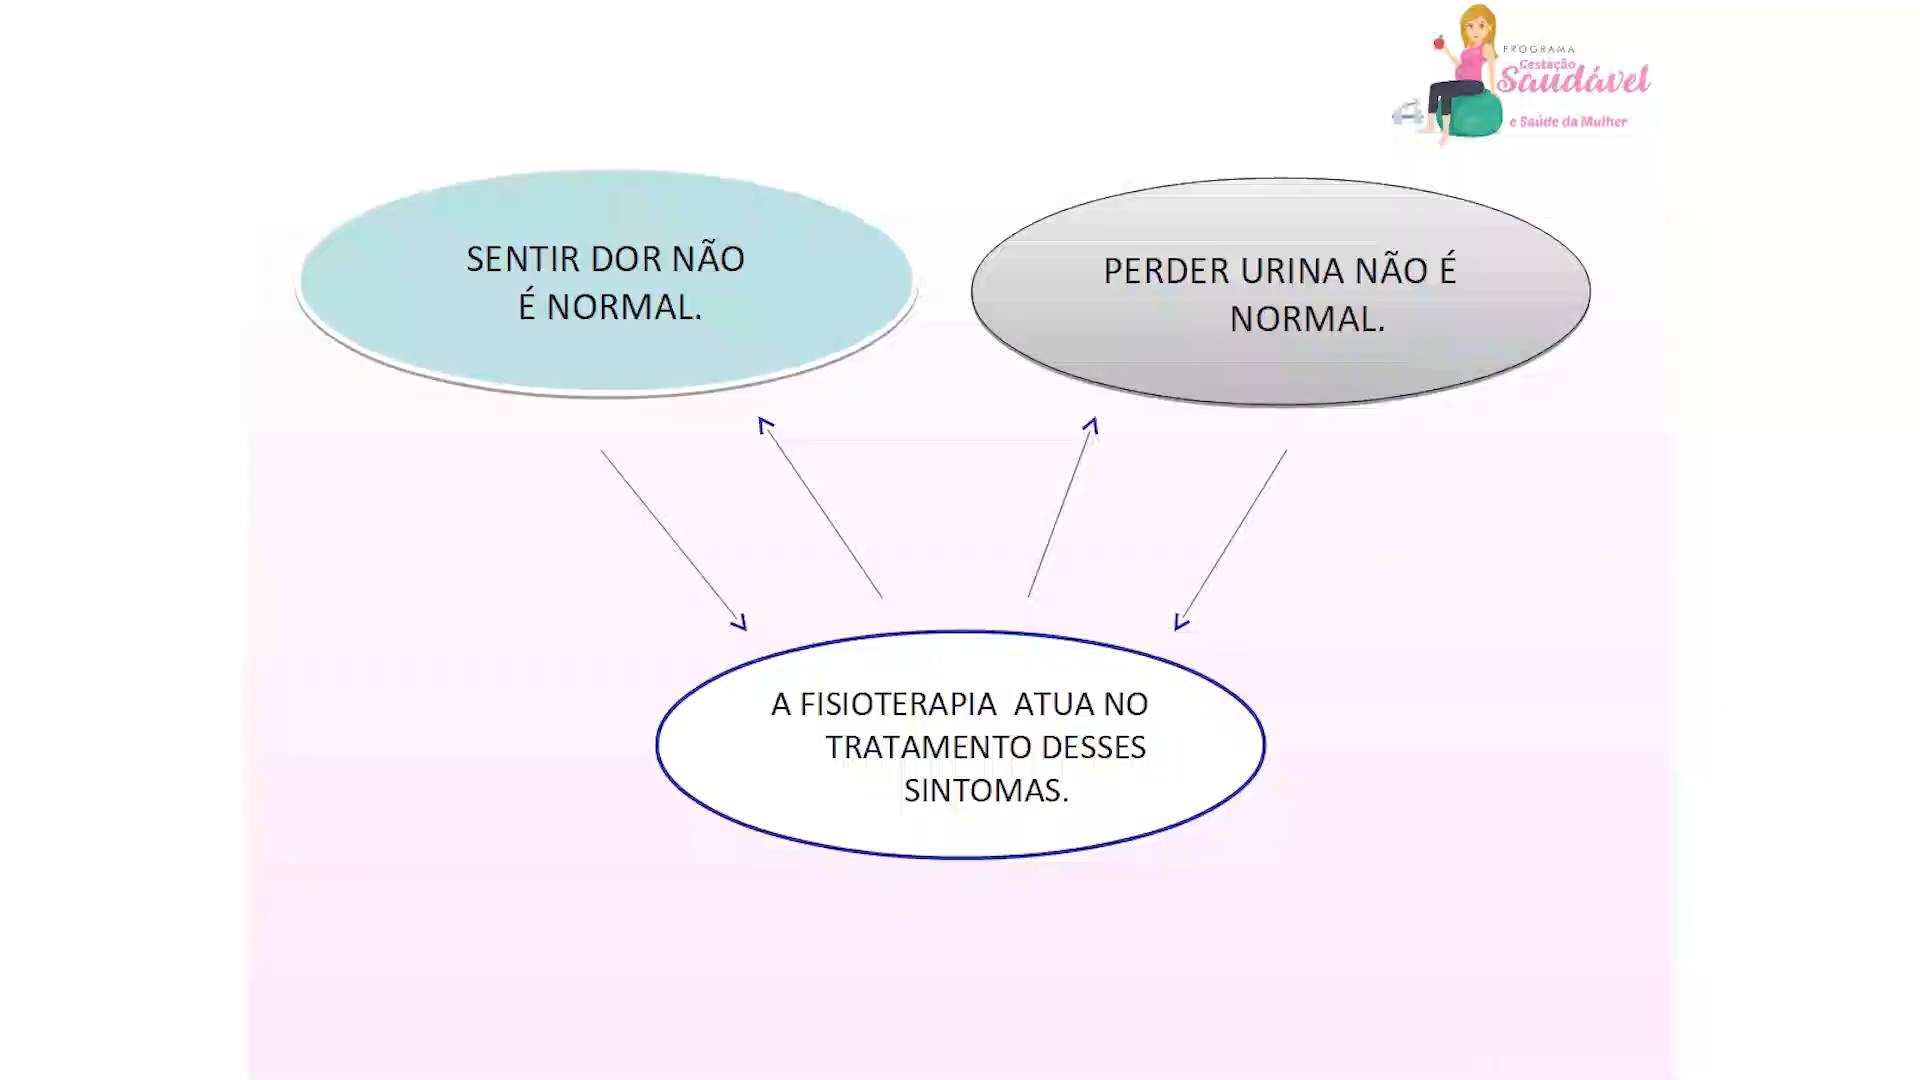 PROGRAMA
Gestação
Saudável
e Saúde da Mulher
SENTIR DOR NÃO
É NORMAL.
PERDER URINA NÃO É
NORMAL.
A FISIOTERAPIA  ATUA NO
TRATAMENTO DESSES
SINTOMAS.